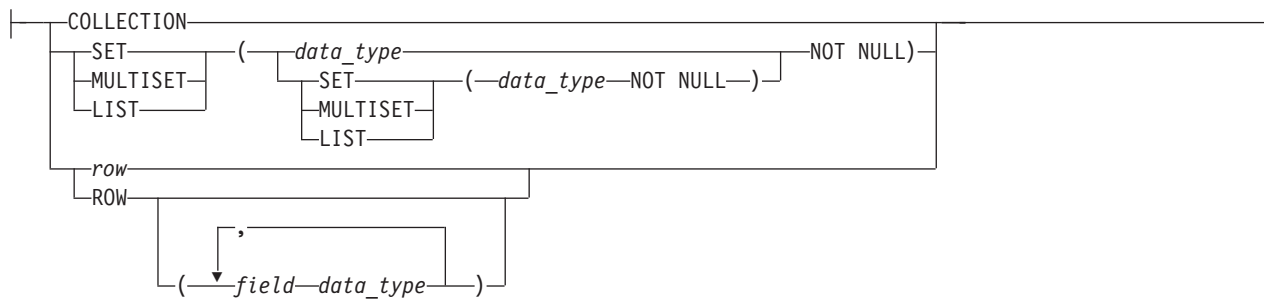 COLLECTION
SET ( data_type NOT NULL)
MULTISET SET ( data_type NOT NULL )
LIST MULTISET
LIST
row
ROW
,
( field data_type )